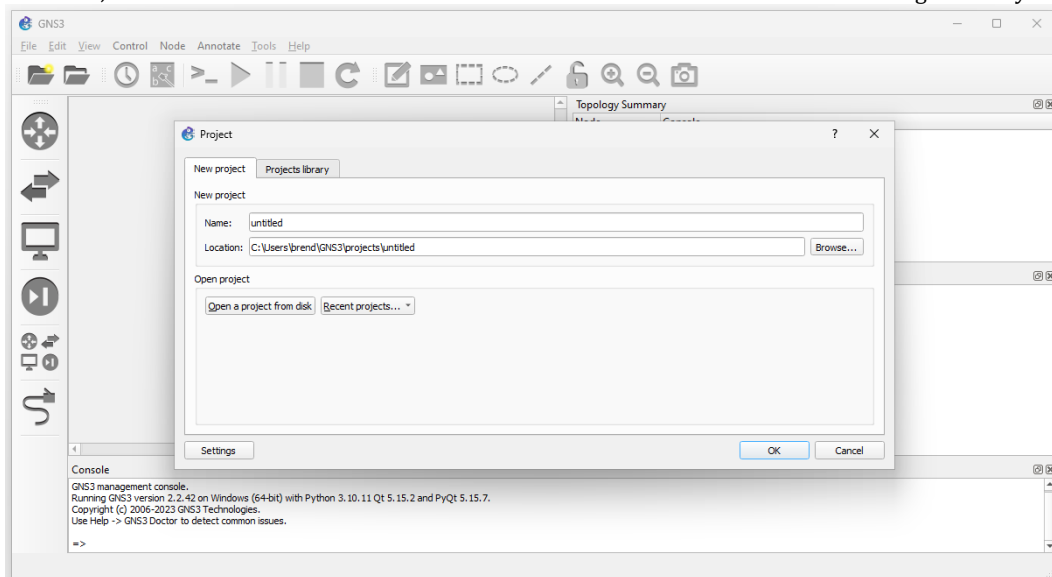 GNS3
File Edit View Control Node Annotate Tools Help
Topology Summary
Node Console
Project
?
New project Projects library
New project
Name: untitled
Location: C:\Users\brend\GNS3\projects\untitled Browse...
Open project
Open a project from disk Recent projects...
Settings OK Cancel
Console
GNS3 management console.
Running GNS3 version 2.2.42 on Windows (64-bit) with Python 3.10.11 Qt 5.15.2 and PyQt 5.15.7.
Copyright (c) 2006-2023 GNS3 Technologies.
Use Help -> GNS3 Doctor to detect common issues.
=>